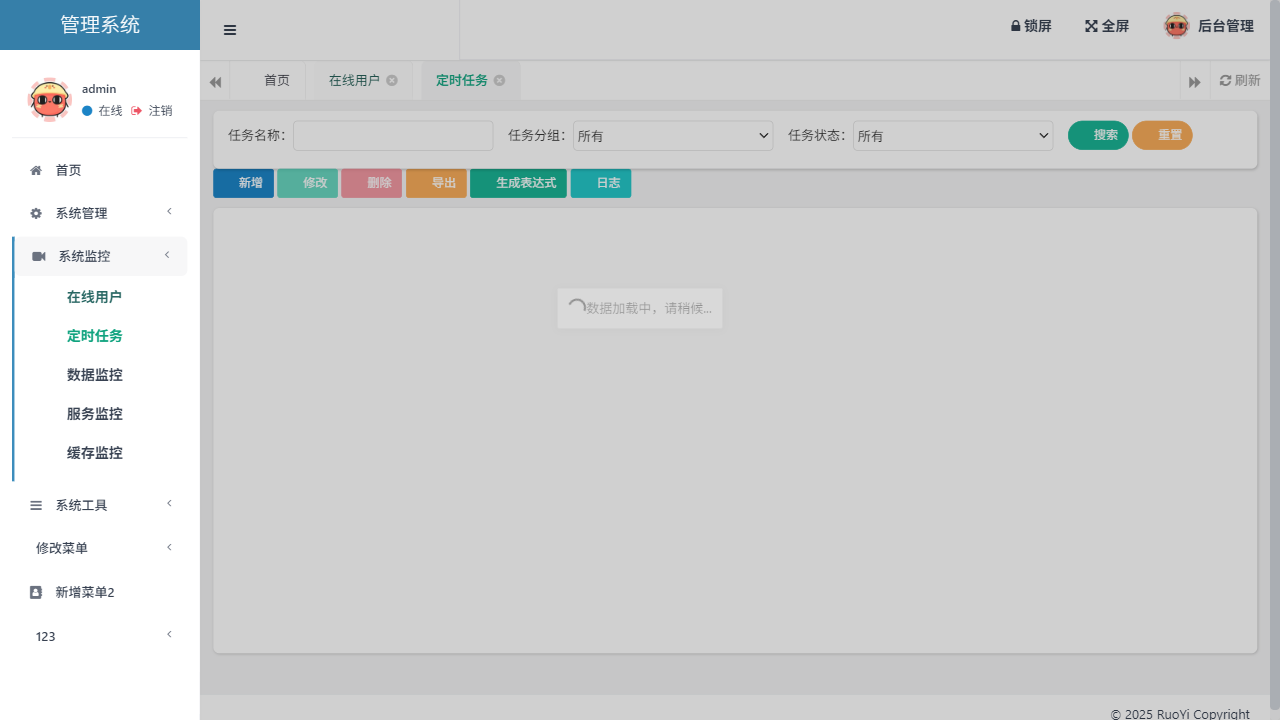 管理系统
admin
在线 注销
首页
系统管理
系统监控
在线用户
定时任务
数据监控
服务监控
缓存监控
系统工具
修改菜单
新增菜单2
123
锁屏 全屏 后台管理
首页 在线用户 定时任务 刷新
任务名称： 任务分组： 所有 任务状态： 所有 搜索 重置
新增 修改 删除 导出 生成表达式 日志
数据加载中，请稍候...
© 2025 RuoYi Copyright